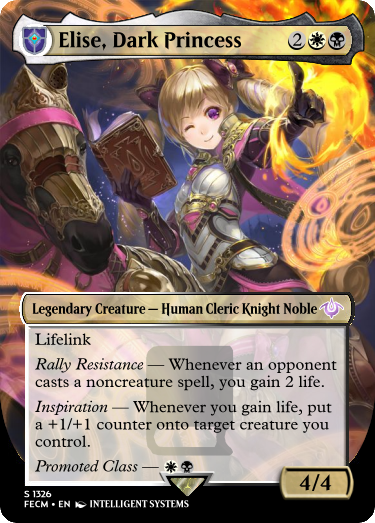 Elise, Dark Princess 2
Legendary Creature — Human Cleric Knight Noble
Lifelink
Rally Resistance — Whenever an opponent
casts a noncreature spell, you gain 2 life.
Inspiration — Whenever you gain life, put
a +1/+1 counter onto target creature you
control.
Promoted Class —
4/4
S 1326
FECM • EN INTELLIGENT SYSTEMS